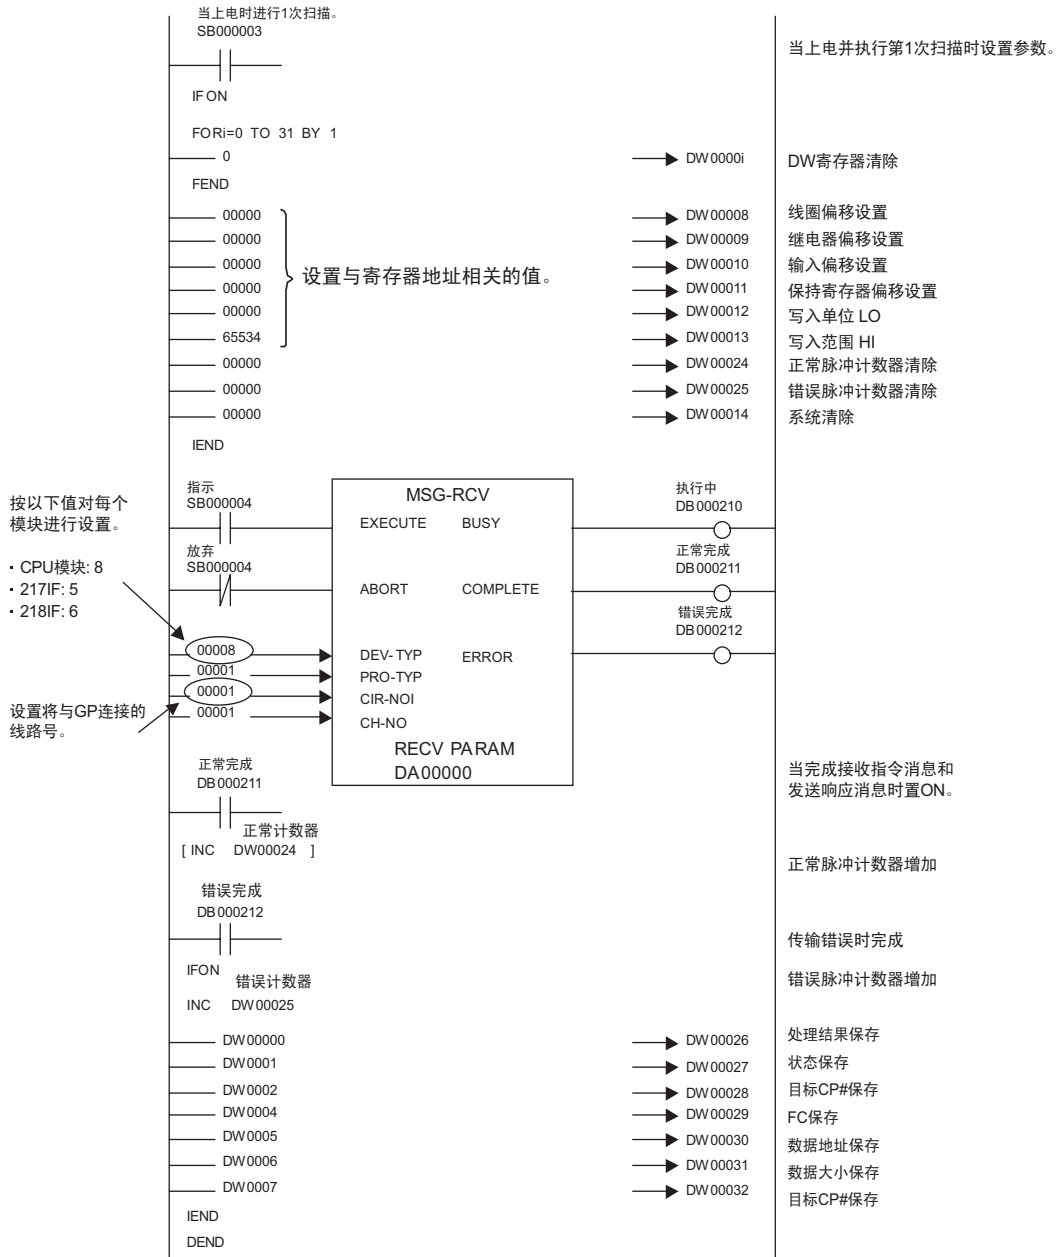 当上电时进行1次扫描。
SB000003
当上电并执行第1次扫描时设置参数。
IFON
FORi=0 TO 31 BY 1
0 DW0000i DW寄存器清除
FEND
00000 DW00008 线圈偏移设置
00000 DW00009 继电器偏移设置
00000 DW00010 输入偏移设置
设置与寄存器地址相关的值。
00000 DW00011 保持寄存器偏移设置
00000 DW00012 写入单位 LO
65534 DW00013 写入范围 HI
00000 DW00024 正常脉冲计数器清除
00000 DW00025 错误脉冲计数器清除
00000 DW00014 系统清除
IEND
按以下值对每个
模块进行设置。
· CPU模块: 8
· 217IF: 5
· 218IF: 6
设置将与GP连接的
线路号。
指示
SB000004
放弃
SB000004
00008
00001
00001
00001
MSG-RCV
EXECUTE BUSY
ABORT COMPLETE
DEV-TYP ERROR
PRO-TYP
CIR-NOI
CH-NO
RECV PARAM
DA00000
执行中
DB000210
正常完成
DB000211
错误完成
DB000212
正常完成
DB000211
当完成接收指令消息和
发送响应消息时置ON。
正常计数器
[ INC DW00024 ]
正常脉冲计数器增加
错误完成
DB000212
传输错误时完成
IFON
错误计数器
错误脉冲计数器增加
INC DW00025
DW00000 DW00026 处理结果保存
DW0001 DW00027 状态保存
DW0002 DW00028 目标CP#保存
DW0004 DW00029 FC保存
DW0005 DW00030 数据地址保存
DW0006 DW00031 数据大小保存
DW0007 DW00032 目标CP#保存
IEND
DEND